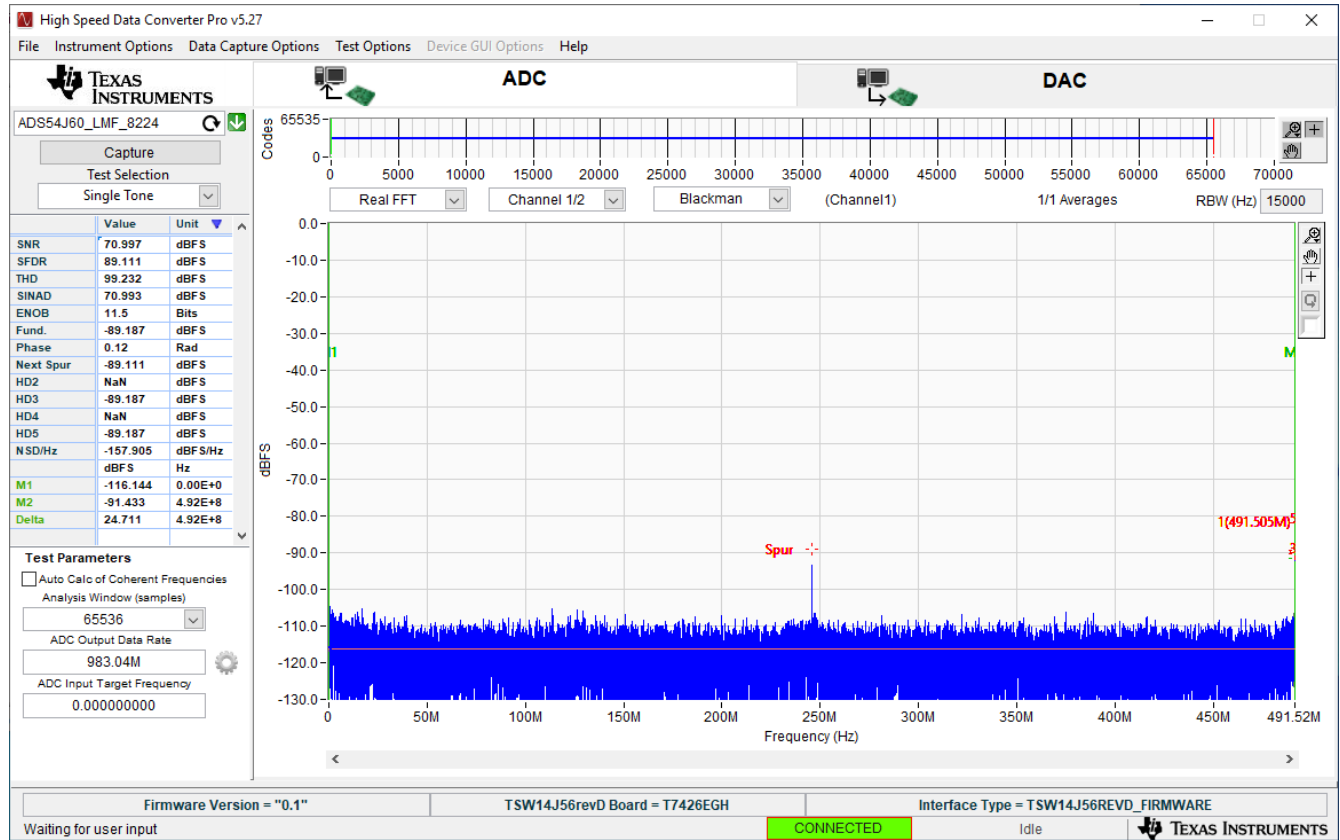 High Speed Data Converter Pro v5.27
File Instrument Options Data Capture Options Test Options Device GUI Options Help
TEXAS INSTRUMENTS
ADC
DAC
ADS54J60_LMF_8224
Capture
Test Selection
Single Tone
Value Unit
SNR 70.997 dBFS
SFDR 89.111 dBFS
THD 99.232 dBFS
SINAD 70.993 dBFS
ENOB 11.5 Bits
Fund. -89.187 dBFS
Phase 0.12 Rad
Next Spur -89.111 dBFS
HD2 NaN dBFS
HD3 -89.187 dBFS
HD4 NaN dBFS
HD5 -89.187 dBFS
NSD/Hz -157.905 dBFS/Hz
dBFS Hz
M1 -116.144 0.00E+0
M2 -91.433 4.92E+8
Delta 24.711 4.92E+8
Test Parameters
Auto Calc of Coherent Frequencies
Analysis Window (samples)
65536
ADC Output Data Rate
983.04M
ADC Input Target Frequency
0.000000000
Codes
65535
0
0 5000 10000 15000 20000 25000 30000 35000 40000 45000 50000 55000 60000 65000 70000
Real FFT Channel 1/2 Blackman (Channel1) 1/1 Averages RBW (Hz) 15000
dBFS
0.0
-10.0
-20.0
-30.0
-40.0
-50.0
-60.0
-70.0
-80.0
-90.0
-100.0
-110.0
-120.0
-130.0
1(491.505M)
Spur
0 50M 100M 150M 200M 250M 300M 350M 400M 450M 491.52M
Frequency (Hz)
Firmware Version = "0.1" TSW14J56revD Board = T7426EGH Interface Type = TSW14J56REVD_FIRMWARE
Waiting for user input CONNECTED Idle TEXAS INSTRUMENTS